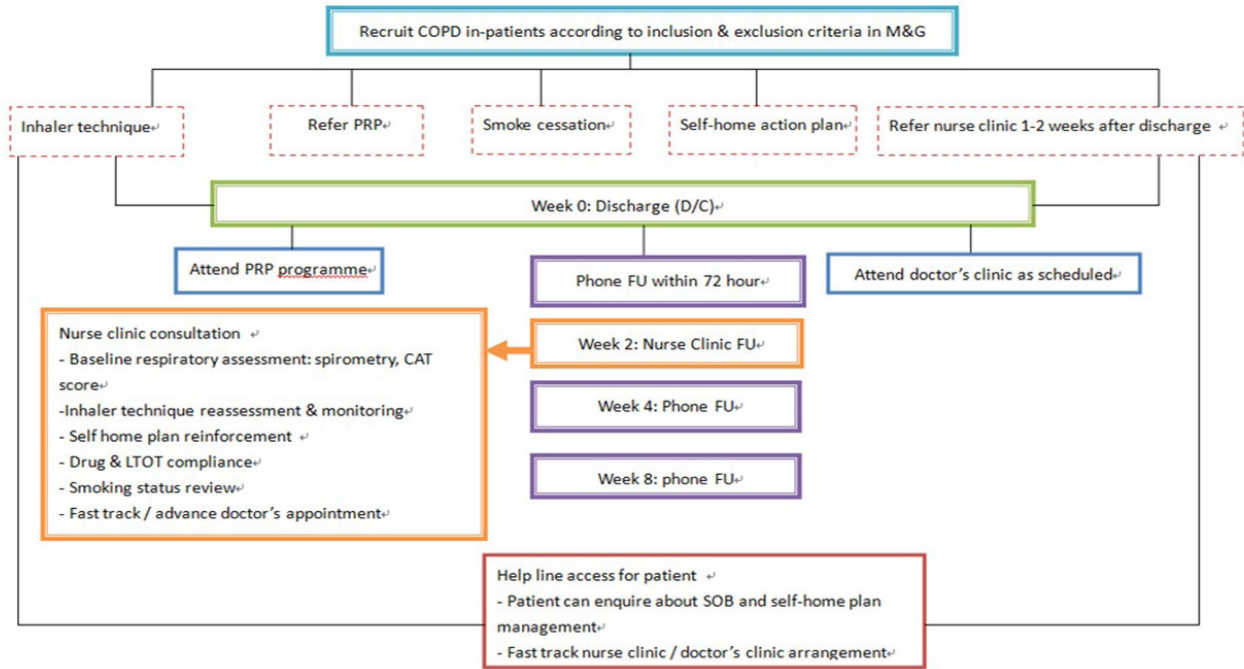 Recruit COPD in-patients according to inclusion & exclusion criteria in M&G
Inhaler technique
Refer PRP
Smoke cessation
Self-home action plan
Refer nurse clinic 1-2 weeks after discharge
Week 0: Discharge (D/C)
Attend PRP programme
Phone FU within 72 hour
Attend doctor's clinic as scheduled
Nurse clinic consultation
- Baseline respiratory assessment: spirometry, CAT
score
-Inhaler technique reassessment & monitoring
- Self home plan reinforcement
- Drug & LTOT compliance
- Smoking status review
- Fast track / advance doctor's appointment
Week 2: Nurse Clinic FU
Week 4: Phone FU
Week 8: phone FU
Help line access for patient
- Patient can enquire about SOB and self-home plan
management
- Fast track nurse clinic / doctor's clinic arrangement